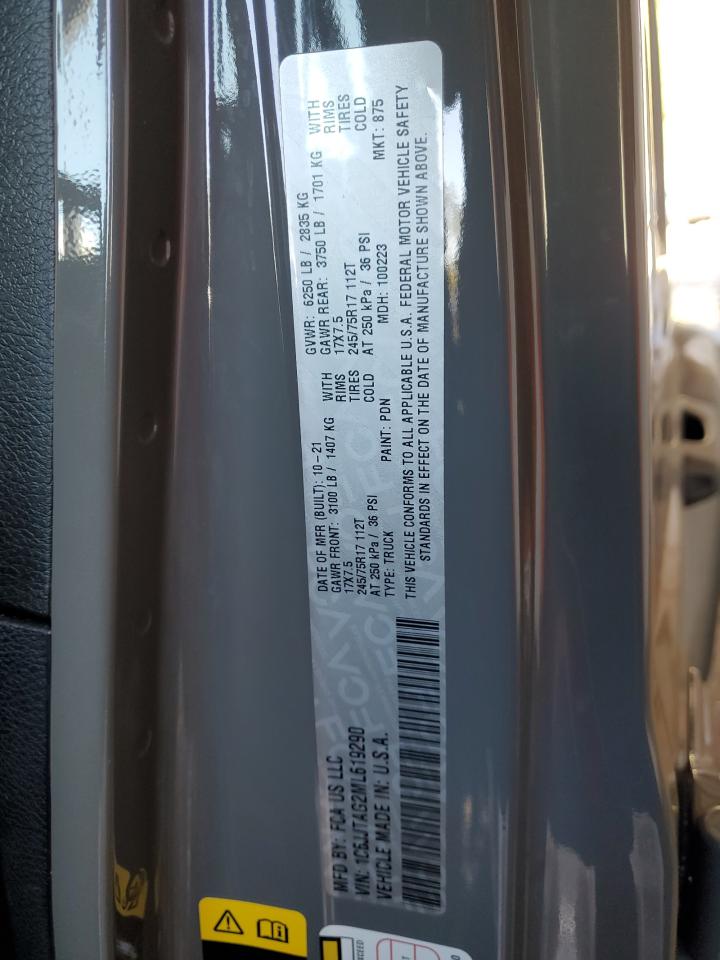 MFD BY: FCA US LLC
VIN: 1C6JJTAG2ML619290
VEHICLE MADE IN: U.S.A.
DATE OF MFR (BUILT): 10-21
GAWR FRONT: 3100 LB / 1407 KG WITH
17X7.5 RIMS
245/75R17 112T TIRES
AT 250 kPa / 36 PSI COLD
TYPE: TRUCK PAINT: PDN
GVWR: 6250 LB / 2835 KG
GAWR REAR: 3750 LB / 1701 KG WITH
17X7.5 RIMS
245/75R17 112T TIRES
AT 250 kPa / 36 PSI COLD
MDH: 100223 MKT: 875
THIS VEHICLE CONFORMS TO ALL APPLICABLE U.S.A. FEDERAL MOTOR VEHICLE SAFETY
STANDARDS IN EFFECT ON THE DATE OF MANUFACTURE SHOWN ABOVE.
EXCEED